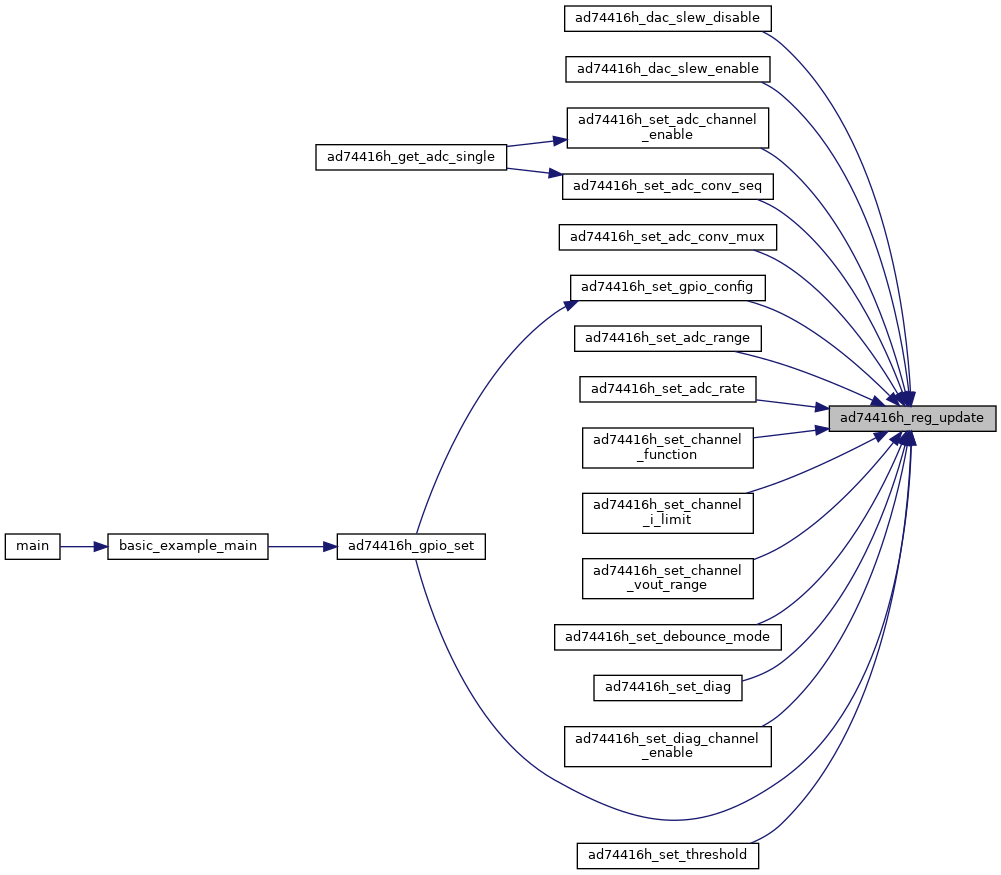 ad74416h_dac_slew_disable
ad74416h_dac_slew_enable
ad74416h_set_adc_channel
_enable
ad74416h_get_adc_single
ad74416h_set_adc_conv_seq
ad74416h_set_adc_conv_mux
ad74416h_set_gpio_config
ad74416h_set_adc_range
ad74416h_set_adc_rate
ad74416h_reg_update
ad74416h_set_channel
_function
ad74416h_set_channel
_i_limit
main
basic_example_main
ad74416h_gpio_set
ad74416h_set_channel
_vout_range
ad74416h_set_debounce_mode
ad74416h_set_diag
ad74416h_set_diag_channel
_enable
ad74416h_set_threshold